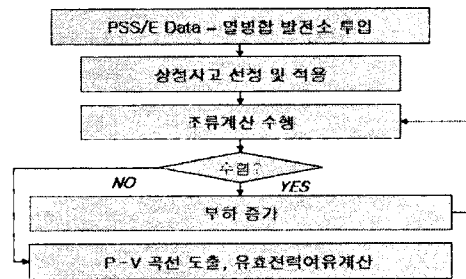 PSS/E Data – 열병합 발전소 투입
상정사고 선정 및 적용
조류계산 수행
수렴?
NO YES
부하 증가
P-V 곡선 도출, 유효전력여유계산